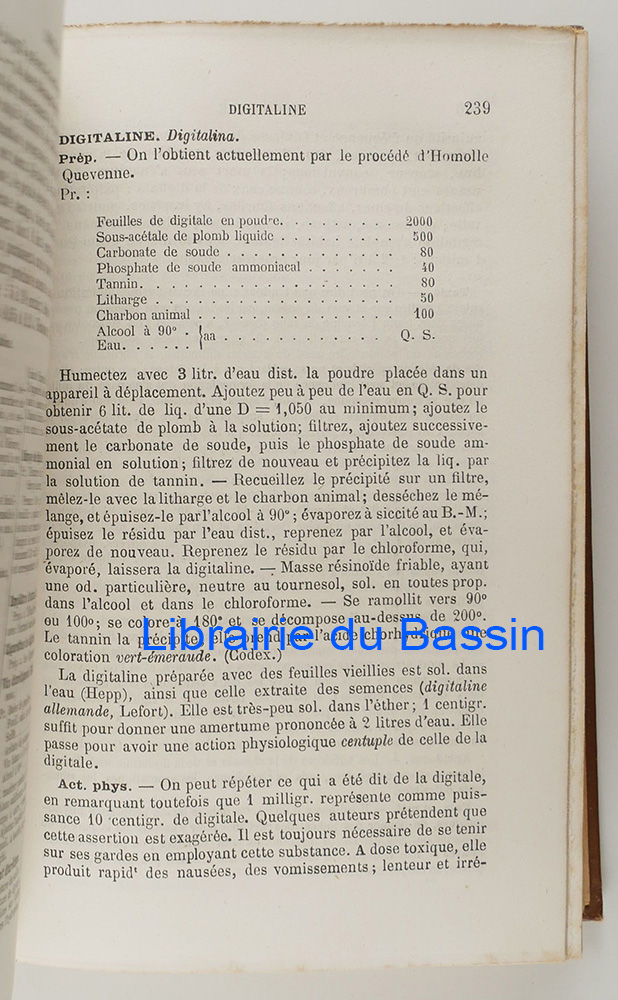 DIGITALINE 239
DIGITALINE. Digitalina.
Prép. — On l'obtient actuellement par le procédé d'Homolle
Quevenne.
Pr. :
Feuilles de digitale en poudre. . . . . . . . . 2000
Sous-acétale de plomb liquide . . . . . . . . 500
Carbonate de soude . . . . . . . . . . . . . 80
Phosphate de soude ammoniacal . . . . . . . 40
Tannin. . . . . . . . . . . . . . . . . . . 80
Litharge . . . . . . . . . . . . . . . . . . 50
Charbon animal . . . . . . . . . . . . . . . 100
Alcool à 90° . } aa . . . . . . . . . . . . Q. S.
Eau. . . . . .
Humectez avec 3 litr. d'eau dist. la poudre placée dans un
appareil à déplacement. Ajoutez peu à peu de l'eau en Q. S. pour
obtenir 6 lit. de liq. d'une D = 1,050 au minimum; ajoutez le
sous-acétate de plomb à la solution; filtrez, ajoutez successive-
ment le carbonate de soude, puis le phosphate de soude am-
monial en solution; filtrez de nouveau et précipitez la liq. par
la solution de tannin. — Recueillez le précipité sur un filtre,
mêlez-le avec la litharge et le charbon animal; desséchez le mé-
lange, et épuisez-le par l'alcool à 90°; évaporez à siccité au B.-M.;
épuisez le résidu par l'eau dist., reprenez par l'alcool, et éva-
porez de nouveau. Reprenez le résidu par le chloroforme, qui,
évaporé, laissera la digitaline. — Masse résinoïde friable, ayant
une od. particulière, neutre au tournesol, sol. en toutes prop.
dans l'alcool et dans le chloroforme. — Se ramollit vers 90°
ou 100°; se colore à 180° et se décompose au-dessus de 200°.
Le tannin la précipite, elle prend par l'acide chorhydrique une
Librairie du Bassin
coloration vert-émeraude. (Codex.)
La digitaline préparée avec des feuilles vieillies est sol. dans
l'eau (Hepp), ainsi que celle extraite des semences (digitaline
allemande, Lefort). Elle est très-peu sol. dans l'éther; 1 centigr.
suffit pour donner une amertume prononcée à 2 litres d'eau. Elle
passe pour avoir une action physiologique centuple de celle de la
digitale.
Act. phys. — On peut répéter ce qui a été dit de la digitale,
en remarquant toutefois que 1 milligr. représente comme puis-
sance 10 centigr. de digitale. Quelques auteurs prétendent que
cette assertion est exagérée. Il est toujours nécessaire de se tenir
sur ses gardes en employant cette substance. A dose toxique, elle
produit rapidt des nausées, des vomissements; lenteur et irré-